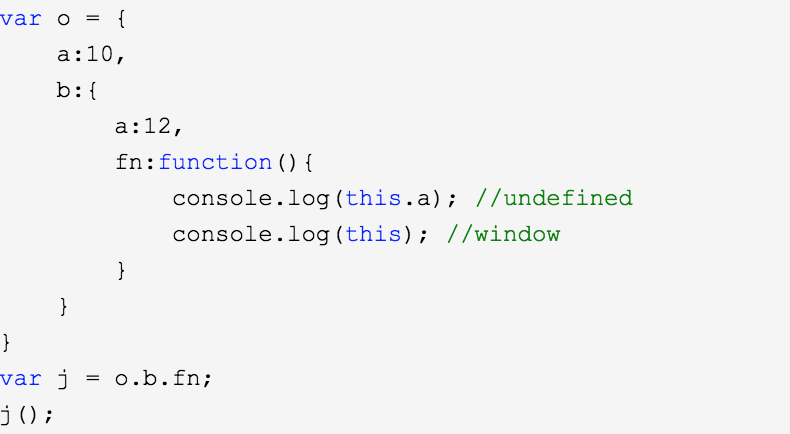 var o = {
    a:10,
    b:{
        a:12,
        fn:function(){
            console.log(this.a); //undefined
            console.log(this); //window
        }
    }
}
var j = o.b.fn;
j();